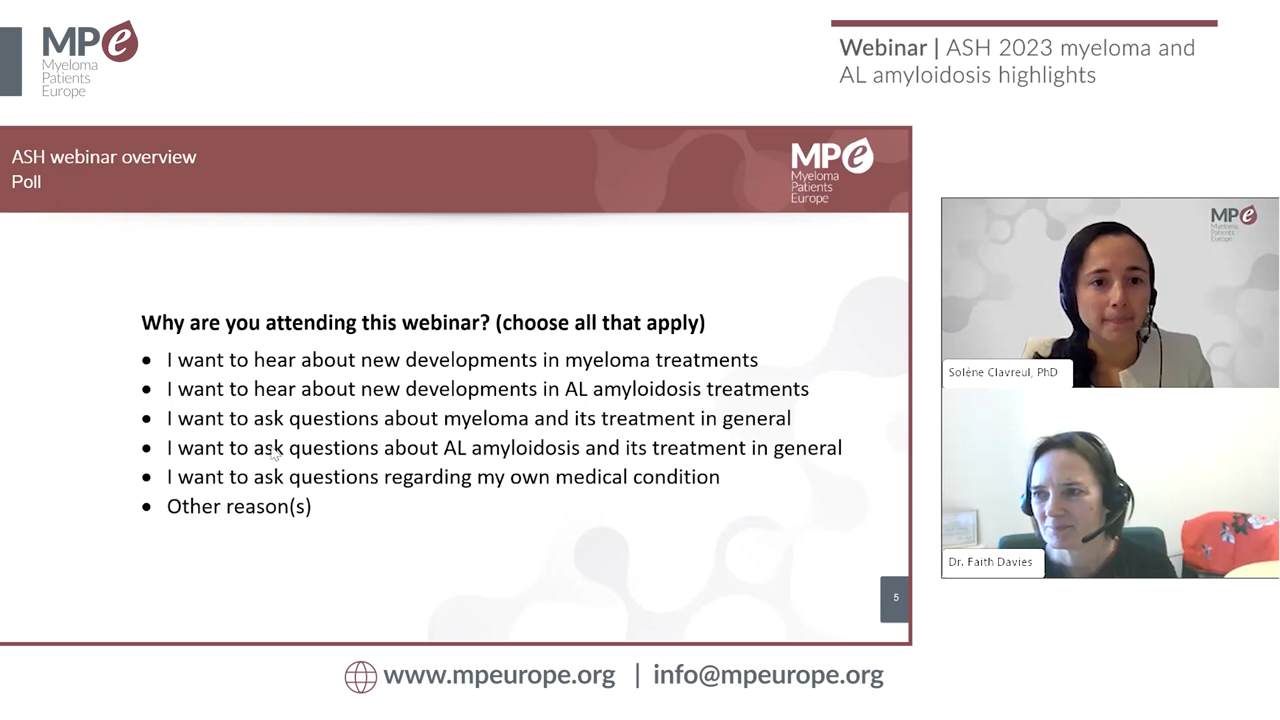 MPe
Myeloma
Patients
Europe
Webinar | ASH 2023 myeloma and
AL amyloidosis highlights
ASH webinar overview
Poll
MPe
Myeloma
Patients
Europe
Why are you attending this webinar? (choose all that apply)
• I want to hear about new developments in myeloma treatments
• I want to hear about new developments in AL amyloidosis treatments
• I want to ask questions about myeloma and its treatment in general
• I want to ask questions about AL amyloidosis and its treatment in general
• I want to ask questions regarding my own medical condition
• Other reason(s)
5
MPe
Myeloma
Patients
Europe
Solène Clavreul, PhD
Dr. Faith Davies
www.mpeurope.org | info@mpeurope.org